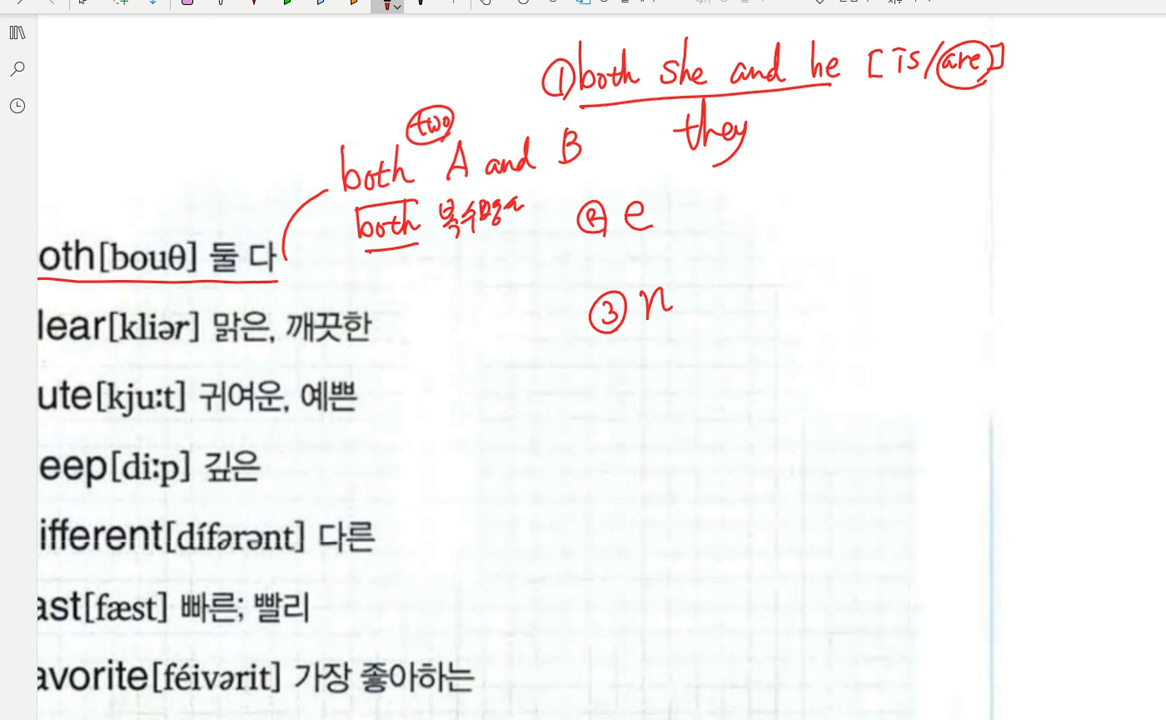 ①both she and he [is/are]
they
two
both A and B
both 복수명사
② e
③ n
oth[bouθ] 둘 다
lear[kliər] 맑은, 깨끗한
ute[kju:t] 귀여운, 예쁜
eep[di:p] 깊은
ifferent[dífərənt] 다른
ast[fæst] 빠른; 빨리
avorite[féivərit] 가장 좋아하는